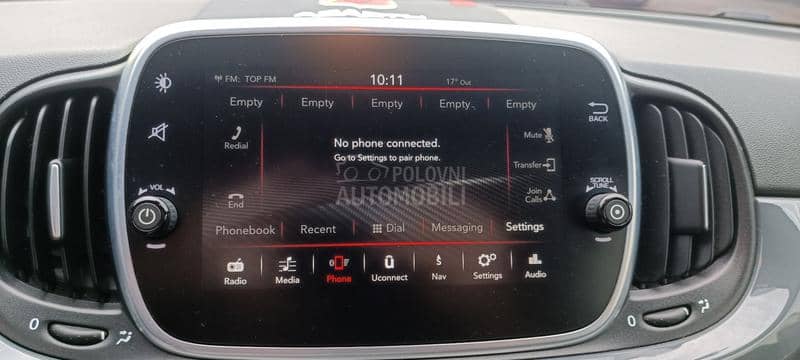 FM: TOP FM 10:11 17° Out
Empty Empty Empty Empty Empty
BACK
Redial
No phone connected.
Go to Settings to pair phone.
Mute
Transfer
POLOVNI
AUTOMOBILI
VOL
SCROLL
TUNE
End
Join
Calls
Phonebook Recent Dial Messaging Settings
Radio Media Phone Uconnect Nav Settings Audio
0 0